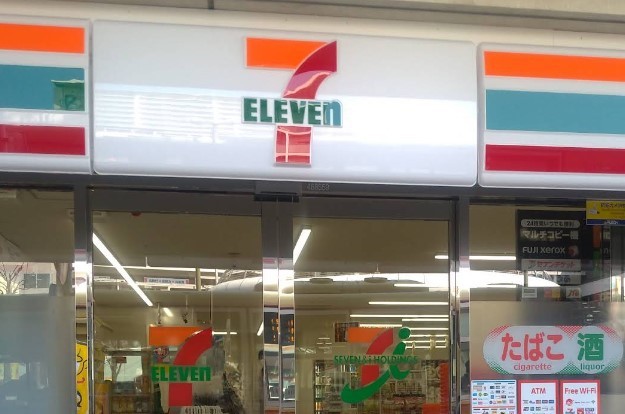 7
ELEVEn
7
ELEVEn
SEVEN & i HOLDINGS
マルチコピー機
FUJI XEROX
たばこ 酒
cigarette liquor
ATM
Free Wi-Fi